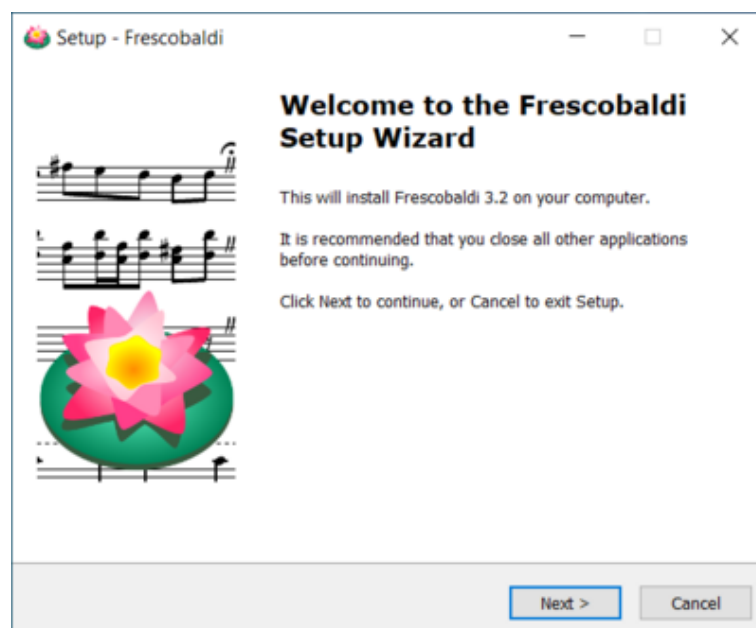 Setup - Frescobaldi
Welcome to the Frescobaldi
Setup Wizard
This will install Frescobaldi 3.2 on your computer.
It is recommended that you close all other applications
before continuing.
Click Next to continue, or Cancel to exit Setup.
Next >
Cancel